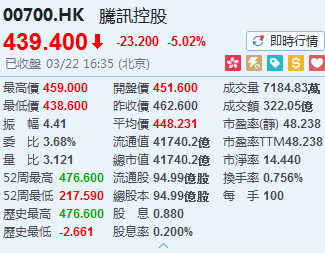 00700.HK 騰訊控股
439.400 -23.200 -5.02% 即時行情
已收盤 03/22 16:35 (北京)
最高價 459.000 開盤價 451.600 成交量 7184.83萬
最低價 438.600 昨收價 462.600 成交額 322.05億
振 幅 4.41 平均價 448.231 市盈率(靜) 48.238
委 比 3.68% 流通值 41740.2億 市盈率TTM 48.238
量 比 3.121 總市值 41740.2億 市淨率 14.440
52周最高 476.600 流通股 94.99億股 換手率 0.756%
52周最低 217.590 總股本 94.99億股 每 手 100
歷史最高 476.600 股 息 0.880
歷史最低 -2.661 股息率 0.200%